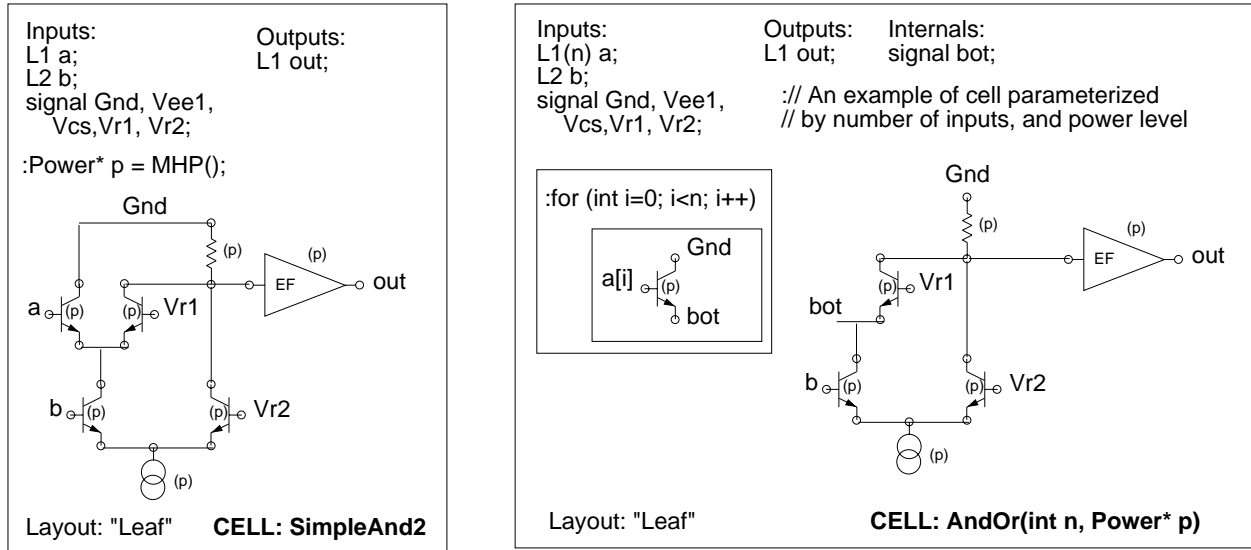 Inputs:
L1 a;
L2 b;
signal Gnd, Vee1,
Vcs,Vr1, Vr2;
Outputs:
L1 out;
:Power* p = MHP();
Gnd
(p)
(p)
EF
out
a
(p)
(p)
Vr1
b
(p)
(p)
Vr2
(p)
Layout: "Leaf"
CELL: SimpleAnd2
Inputs:
L1(n) a;
L2 b;
signal Gnd, Vee1,
Vcs,Vr1, Vr2;
Outputs:
L1 out;
Internals:
signal bot;
:// An example of cell parameterized
// by number of inputs, and power level
:for (int i=0; i<n; i++)
Gnd
a[i]
(p)
bot
Gnd
(p)
(p)
EF
out
(p)
Vr1
bot
b
(p)
(p)
Vr2
(p)
Layout: "Leaf"
CELL: AndOr(int n, Power* p)